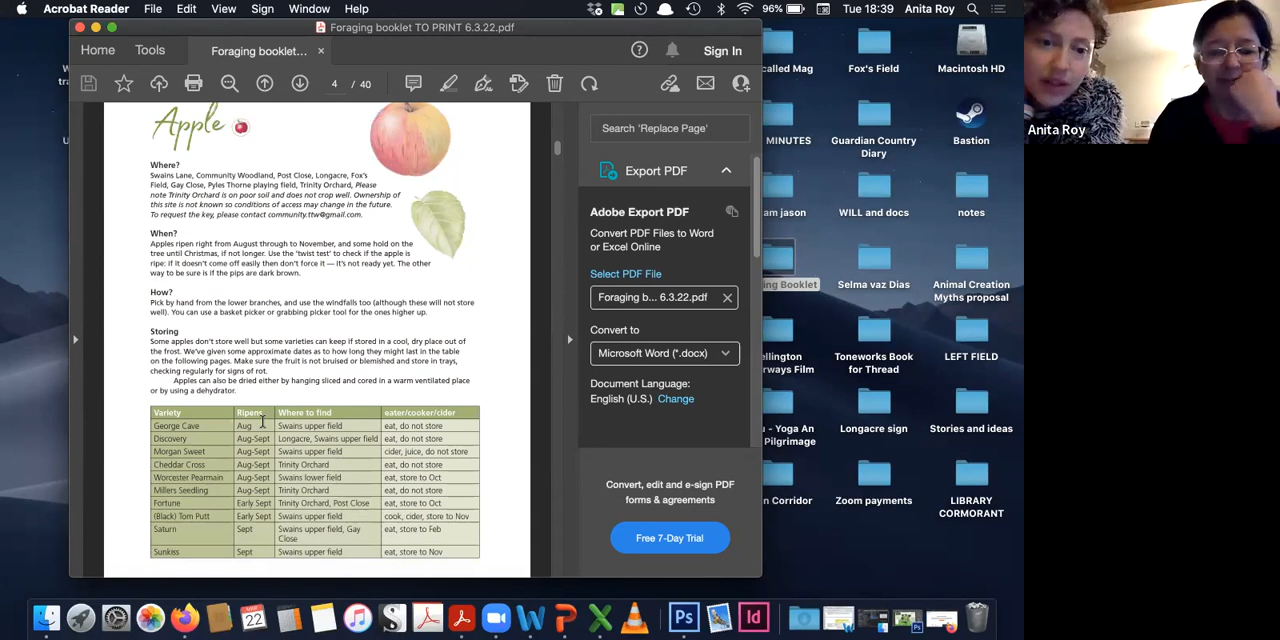 Acrobat Reader File Edit View Sign Window Help 96% Tue 18:39 Anita Roy
Foraging booklet TO PRINT 6.3.22.pdf
Home Tools Foraging booklet... × Sign In
4 / 40
Apple
Where?
Swains Lane, Community Woodland, Post Close, Longacre, Fox's
Field, Gay Close, Pyles Thorne playing field, Trinity Orchard, Please
note Trinity Orchard is on poor soil and does not crop well. Ownership of
this site is not known so conditions of access may change in the future.
To request the key, please contact community.ttw@gmail.com.
When?
Apples ripen right from August through to November, and some hold on the
tree until Christmas, if not longer. Use the 'twist test' to check if the apple is
ripe: if it doesn't come off easily then don't force it — it's not ready yet. The other
way to be sure is if the pips are dark brown.
How?
Pick by hand from the lower branches, and use the windfalls too (although these will not store
well). You can use a basket picker or grabbing picker tool for the ones higher up.
Storing
Some apples don't store well but some varieties can keep if stored in a cool, dry place out of
the frost. We've given some approximate dates as to how long they might last in the table
on the following pages. Make sure the fruit is not bruised or blemished and store in trays,
checking regularly for signs of rot.
Apples can also be dried either by hanging sliced and cored in a warm ventilated place
or by using a dehydrator.
Variety Ripens Where to find eater/cooker/cider
George Cave Aug Swains upper field eat, do not store
Discovery Aug-Sept Longacre, Swains upper field eat, do not store
Morgan Sweet Aug-Sept Swains upper field cider, juice, do not store
Cheddar Cross Aug-Sept Trinity Orchard eat, do not store
Worcester Pearmain Aug-Sept Swains lower field eat, store to Oct
Millers Seedling Aug-Sept Trinity Orchard eat, do not store
Fortune Early Sept Trinity Orchard, Post Close eat, store to Oct
(Black) Tom Putt Early Sept Swains upper field cook, cider, store to Nov
Saturn Sept Swains upper field, Gay eat, store to Feb
Close
Sunkiss Sept Swains upper field eat, store to Nov
Search 'Replace Page'
Export PDF
Adobe Export PDF
Convert PDF Files to Word
or Excel Online
Select PDF File
Foraging b... 6.3.22.pdf
Convert to
Microsoft Word (*.docx)
Document Language:
English (U.S.) Change
Convert, edit and e-sign PDF
forms & agreements
Free 7-Day Trial
called Mag Fox's Field Macintosh HD
MINUTES Guardian Country Bastion
Diary
am jason WILL and docs notes
ing Booklet Selma vaz Dias Animal Creation
Myths proposal
ellington Toneworks Book LEFT FIELD
rways Film for Thread
u - Yoga An Longacre sign Stories and ideas
Pilgrimage
n Corridor Zoom payments LIBRARY
CORMORANT
Anita Roy
MAR
22
Ps
Id